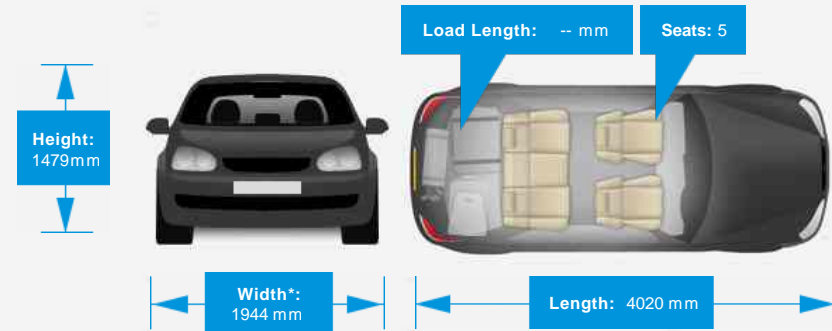 Load Length: -- mm
Seats: 5
Height:
1479mm
Width*:
1944 mm
Length: 4020 mm